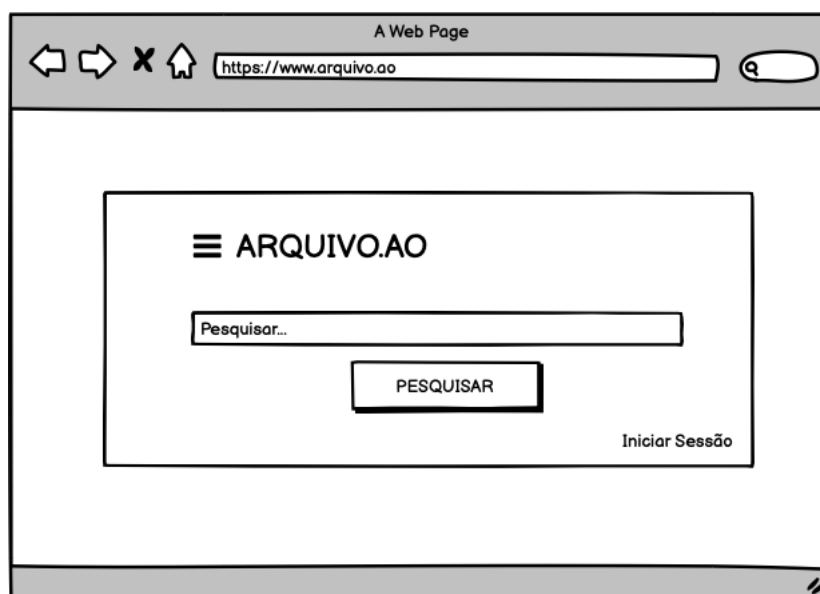 A Web Page
https://www.arquivo.ao
ARQUIVO.AO
Pesquisar...
PESQUISAR
Iniciar Sessão